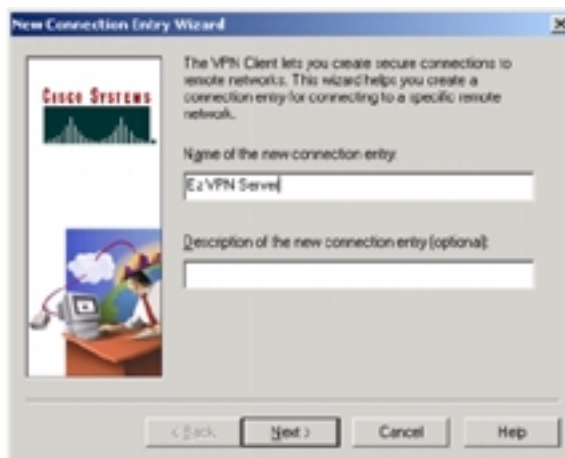 New Connection Entry Wizard
CISCO SYSTEMS
The VPN Client lets you create secure connections to
remote networks. This wizard helps you create a
connection entry for connecting to a specific remote
network.
Name of the new connection entry:
Ez VPN Server
Description of the new connection entry (optional):
< Back
Next >
Cancel
Help